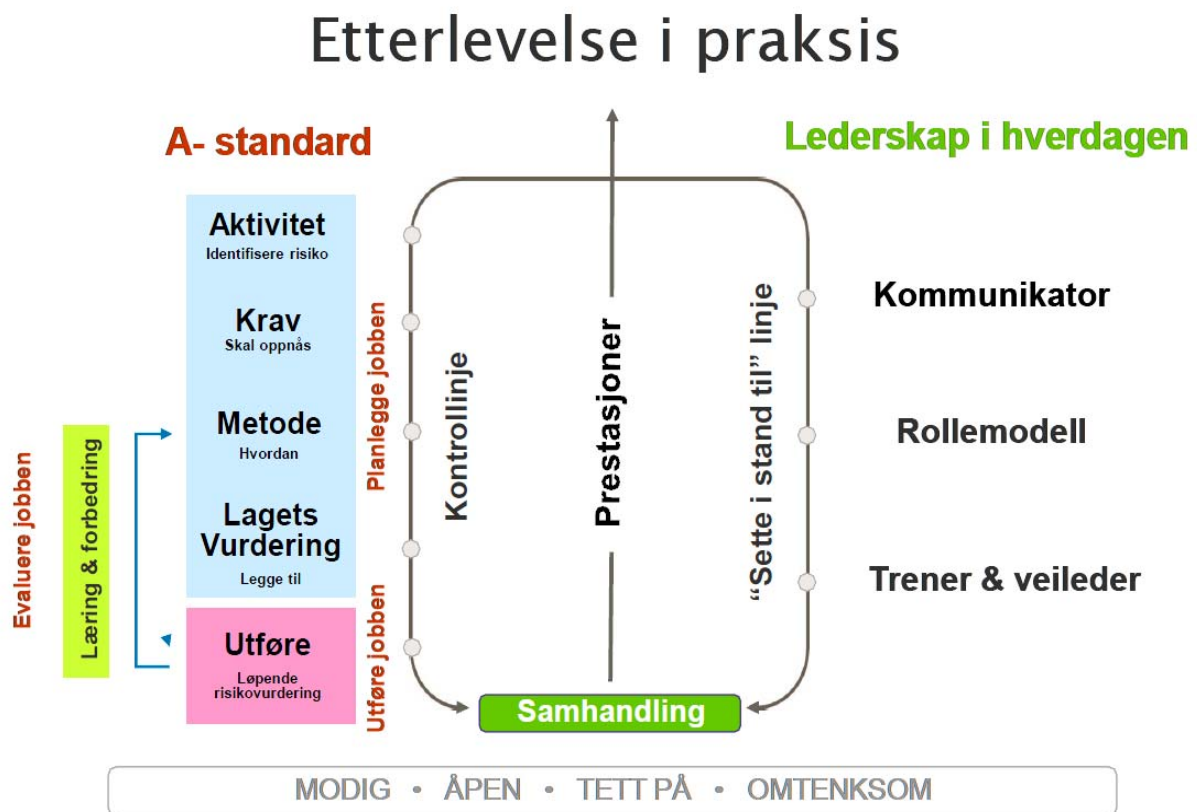 Etterlevelse i praksis
A- standard
Lederskap i hverdagen
Aktivitet
Identifisere risiko
Krav
Skal oppnås
Metode
Hvordan
Lagets
Vurdering
Legge til
Utføre
Løpende
risikovurdering
Evaluere jobben
Læring & forbedring
Planlegge jobben
Utføre jobben
Kontrollinje
Prestasjoner
“Sette i stand til” linje
Kommunikator
Rollemodell
Trener & veileder
Samhandling
MODIG • ÅPEN • TETT PÅ • OMTENKSOM